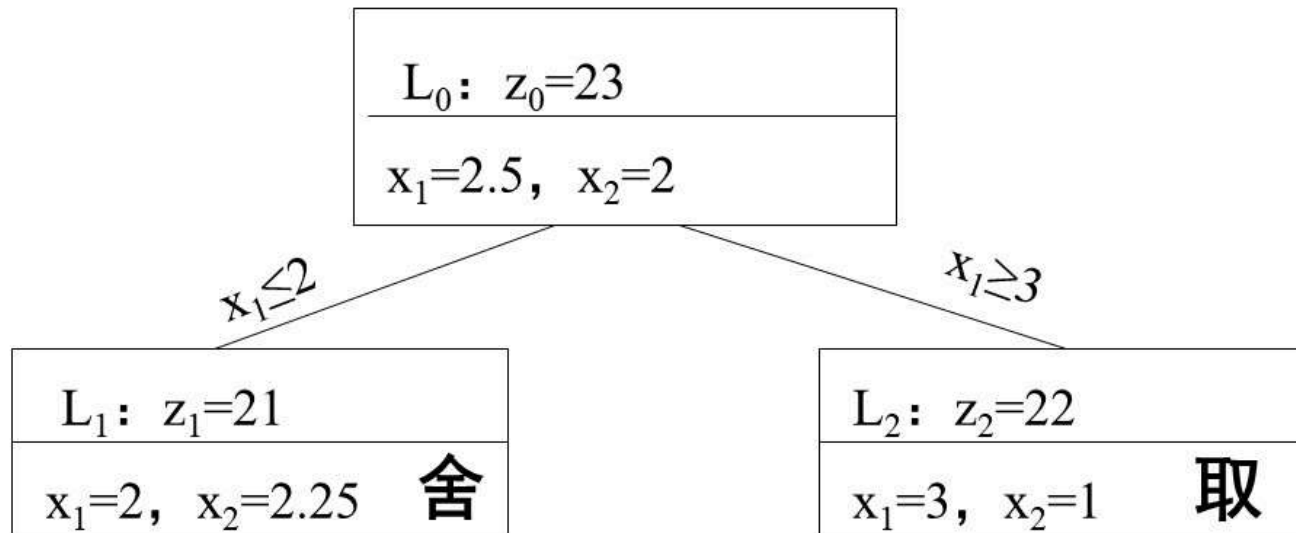 L₀：z₀=23
x₁=2.5，x₂=2
x₁≤2
x₁≥3
L₁：z₁=21
x₁=2，x₂=2.25 舍
L₂：z₂=22
x₁=3，x₂=1 取